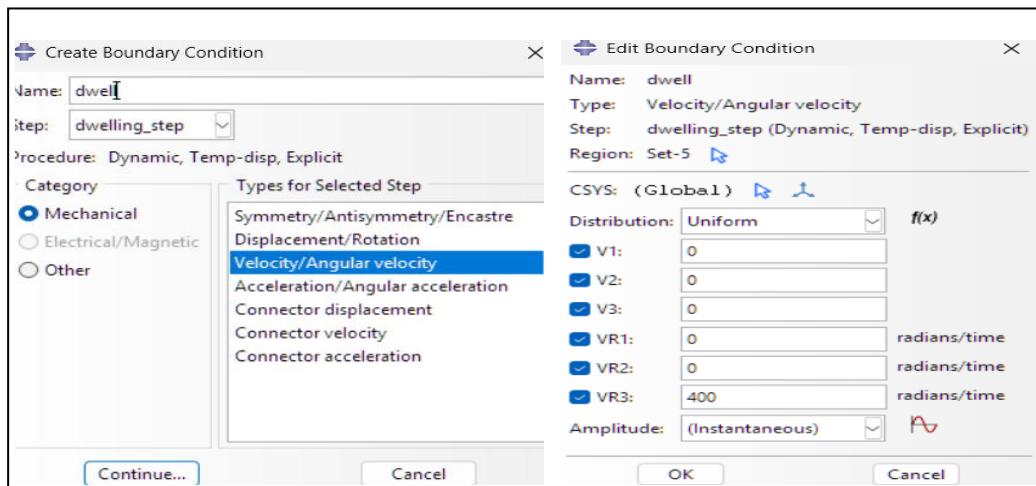 Create Boundary Condition
Name: dwell
Step: dwelling_step
Procedure: Dynamic, Temp-disp, Explicit
Category
Mechanical
Electrical/Magnetic
Other
Types for Selected Step
Symmetry/Antisymmetry/Encastre
Displacement/Rotation
Velocity/Angular velocity
Acceleration/Angular acceleration
Connector displacement
Connector velocity
Connector acceleration
Continue...
Cancel
Edit Boundary Condition
Name: dwell
Type: Velocity/Angular velocity
Step: dwelling_step (Dynamic, Temp-disp, Explicit)
Region: Set-5
CSYS: (Global)
Distribution: Uniform f(x)
V1: 0
V2: 0
V3: 0
VR1: 0 radians/time
VR2: 0 radians/time
VR3: 400 radians/time
Amplitude: (Instantaneous)
OK
Cancel